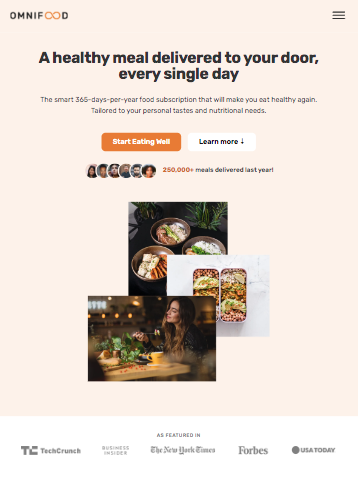 OMNIFOOD
A healthy meal delivered to your door,
every single day
The smart 365-days-per-year food subscription that will make you eat healthy again.
Tailored to your personal tastes and nutritional needs.
Start Eating Well
Learn more ↓
250,000+ meals delivered last year!
AS FEATURED IN
TC TechCrunch
BUSINESS
INSIDER
The New York Times
Forbes
USA TODAY